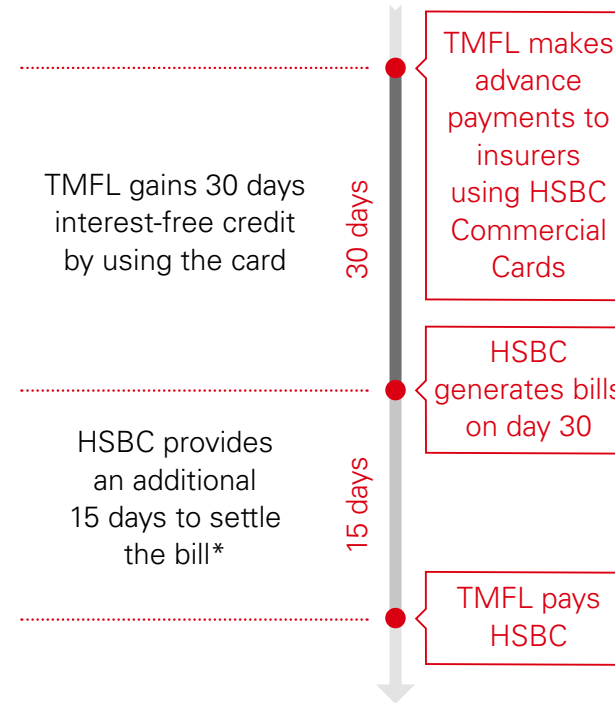 TMFL makes
advance
payments to
insurers
using HSBC
Commercial
Cards
TMFL gains 30 days
interest-free credit
by using the card
30 days
HSBC
generates bills
on day 30
HSBC provides
an additional
15 days to settle
the bill*
15 days
TMFL pays
HSBC